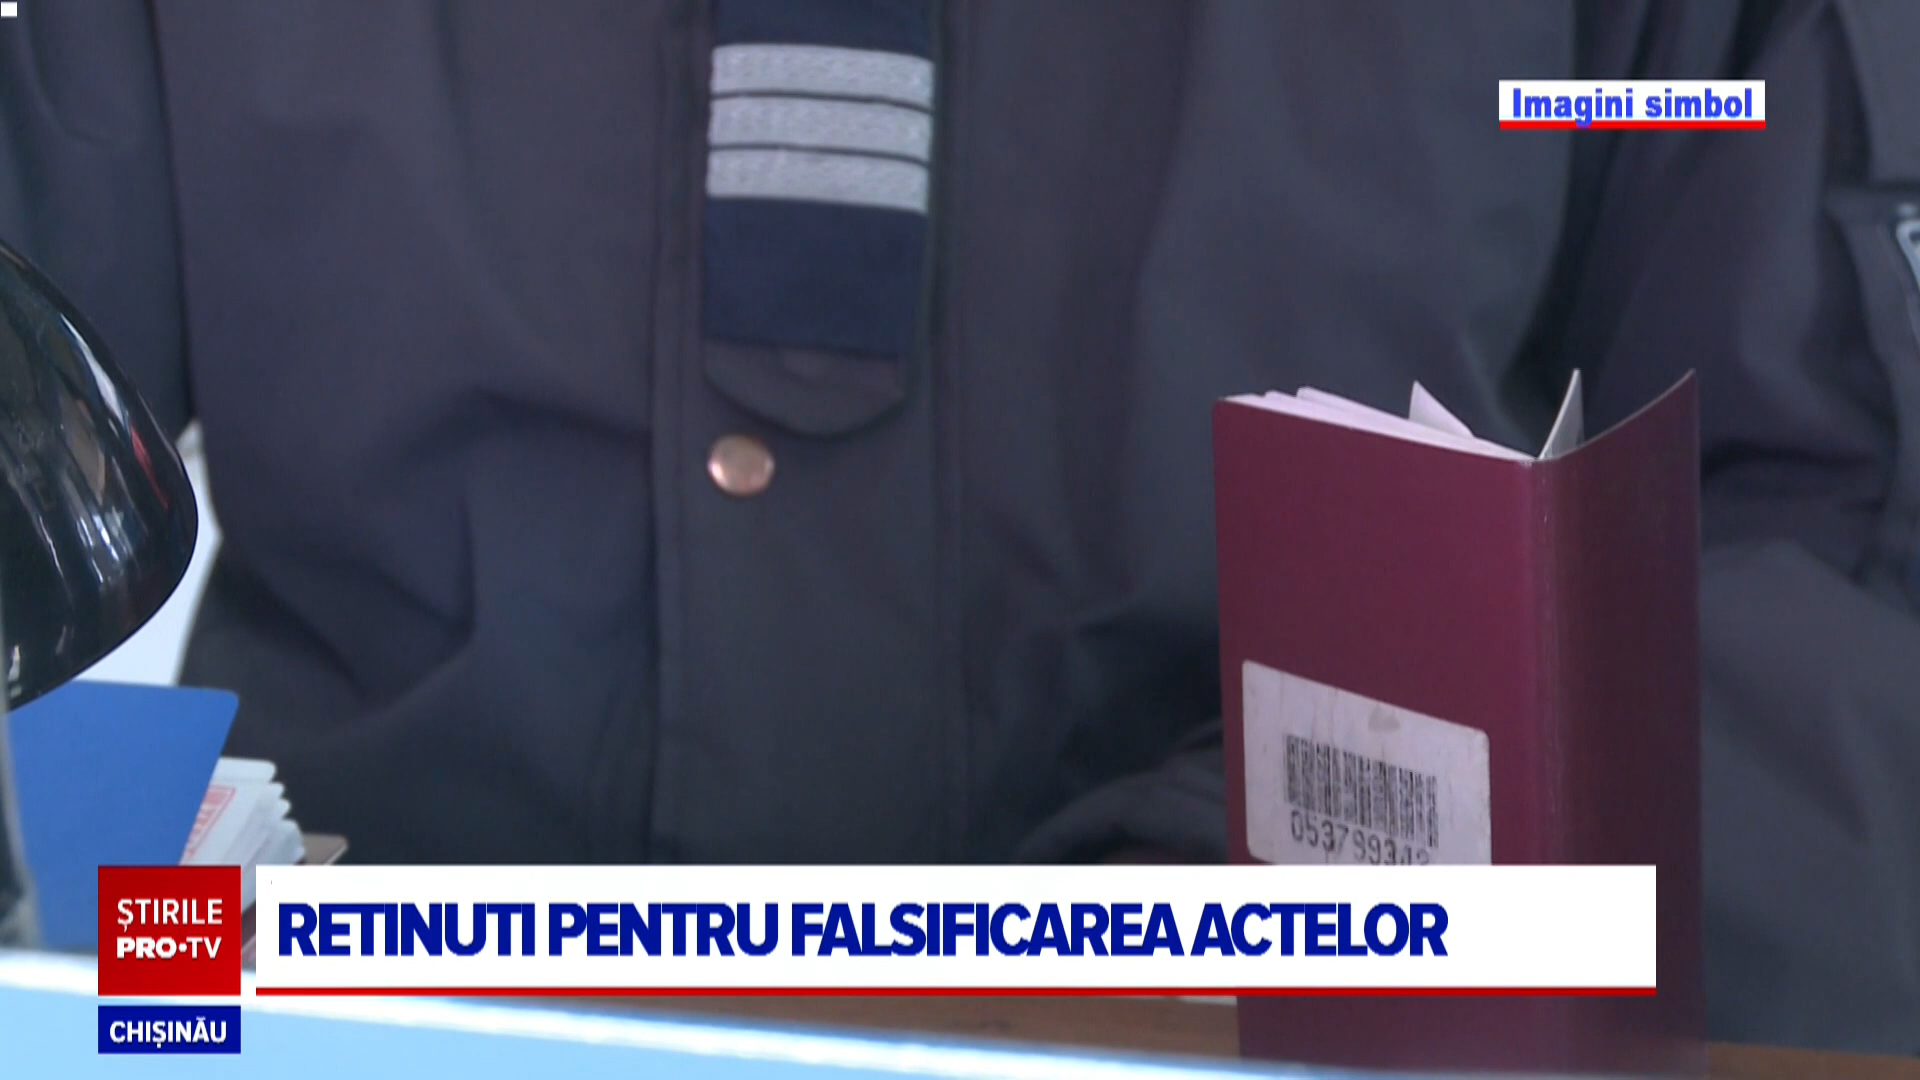 Imagini simbol
ȘTIRILE
PRO•TV
RETINUTI PENTRU FALSIFICAREA ACTELOR
CHIȘINĂU